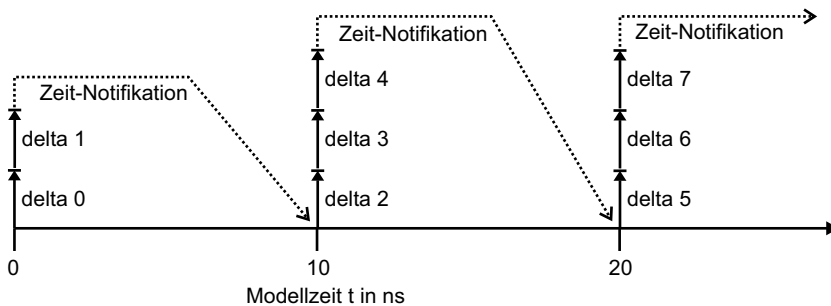 Zeit-Notifikation
Zeit-Notifikation
Zeit-Notifikation
delta 4
delta 7
delta 1
delta 3
delta 6
delta 0
delta 2
delta 5
0
10
20
Modellzeit t in ns